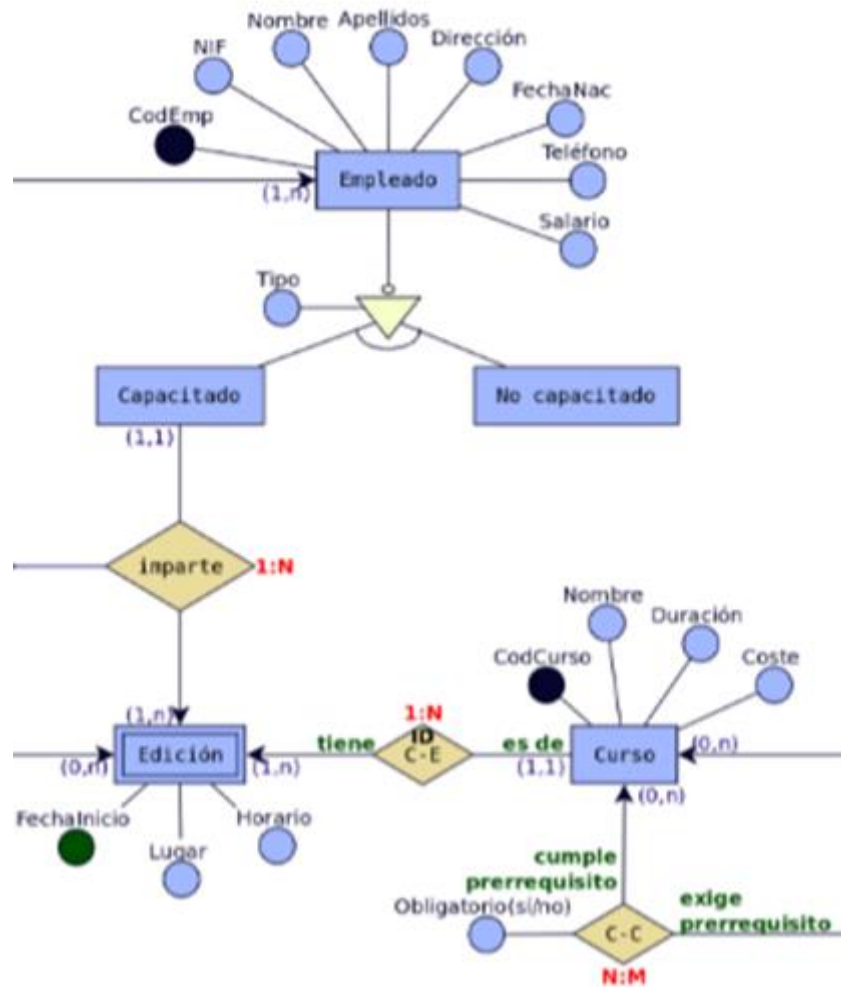 Nombre
Apellidos
Dirección
NIF
FechaNac
CodEmp
Teléfono
Empleado
(1,n)
Salario
Tipo
Capacitado
No capacitado
(1,1)
imparte
1:N
Nombre
Duración
CodCurso
Coste
1:N
(1,n)
ID
tiene
es de
(0,n)
Edición
C-E
Curso
(0,n)
(1,n)
(1,1)
(0,n)
FechaInicio
Horario
Lugar
cumple
prerrequisito
exige
prerrequisito
Obligatorio(sí/no)
C-C
N:M